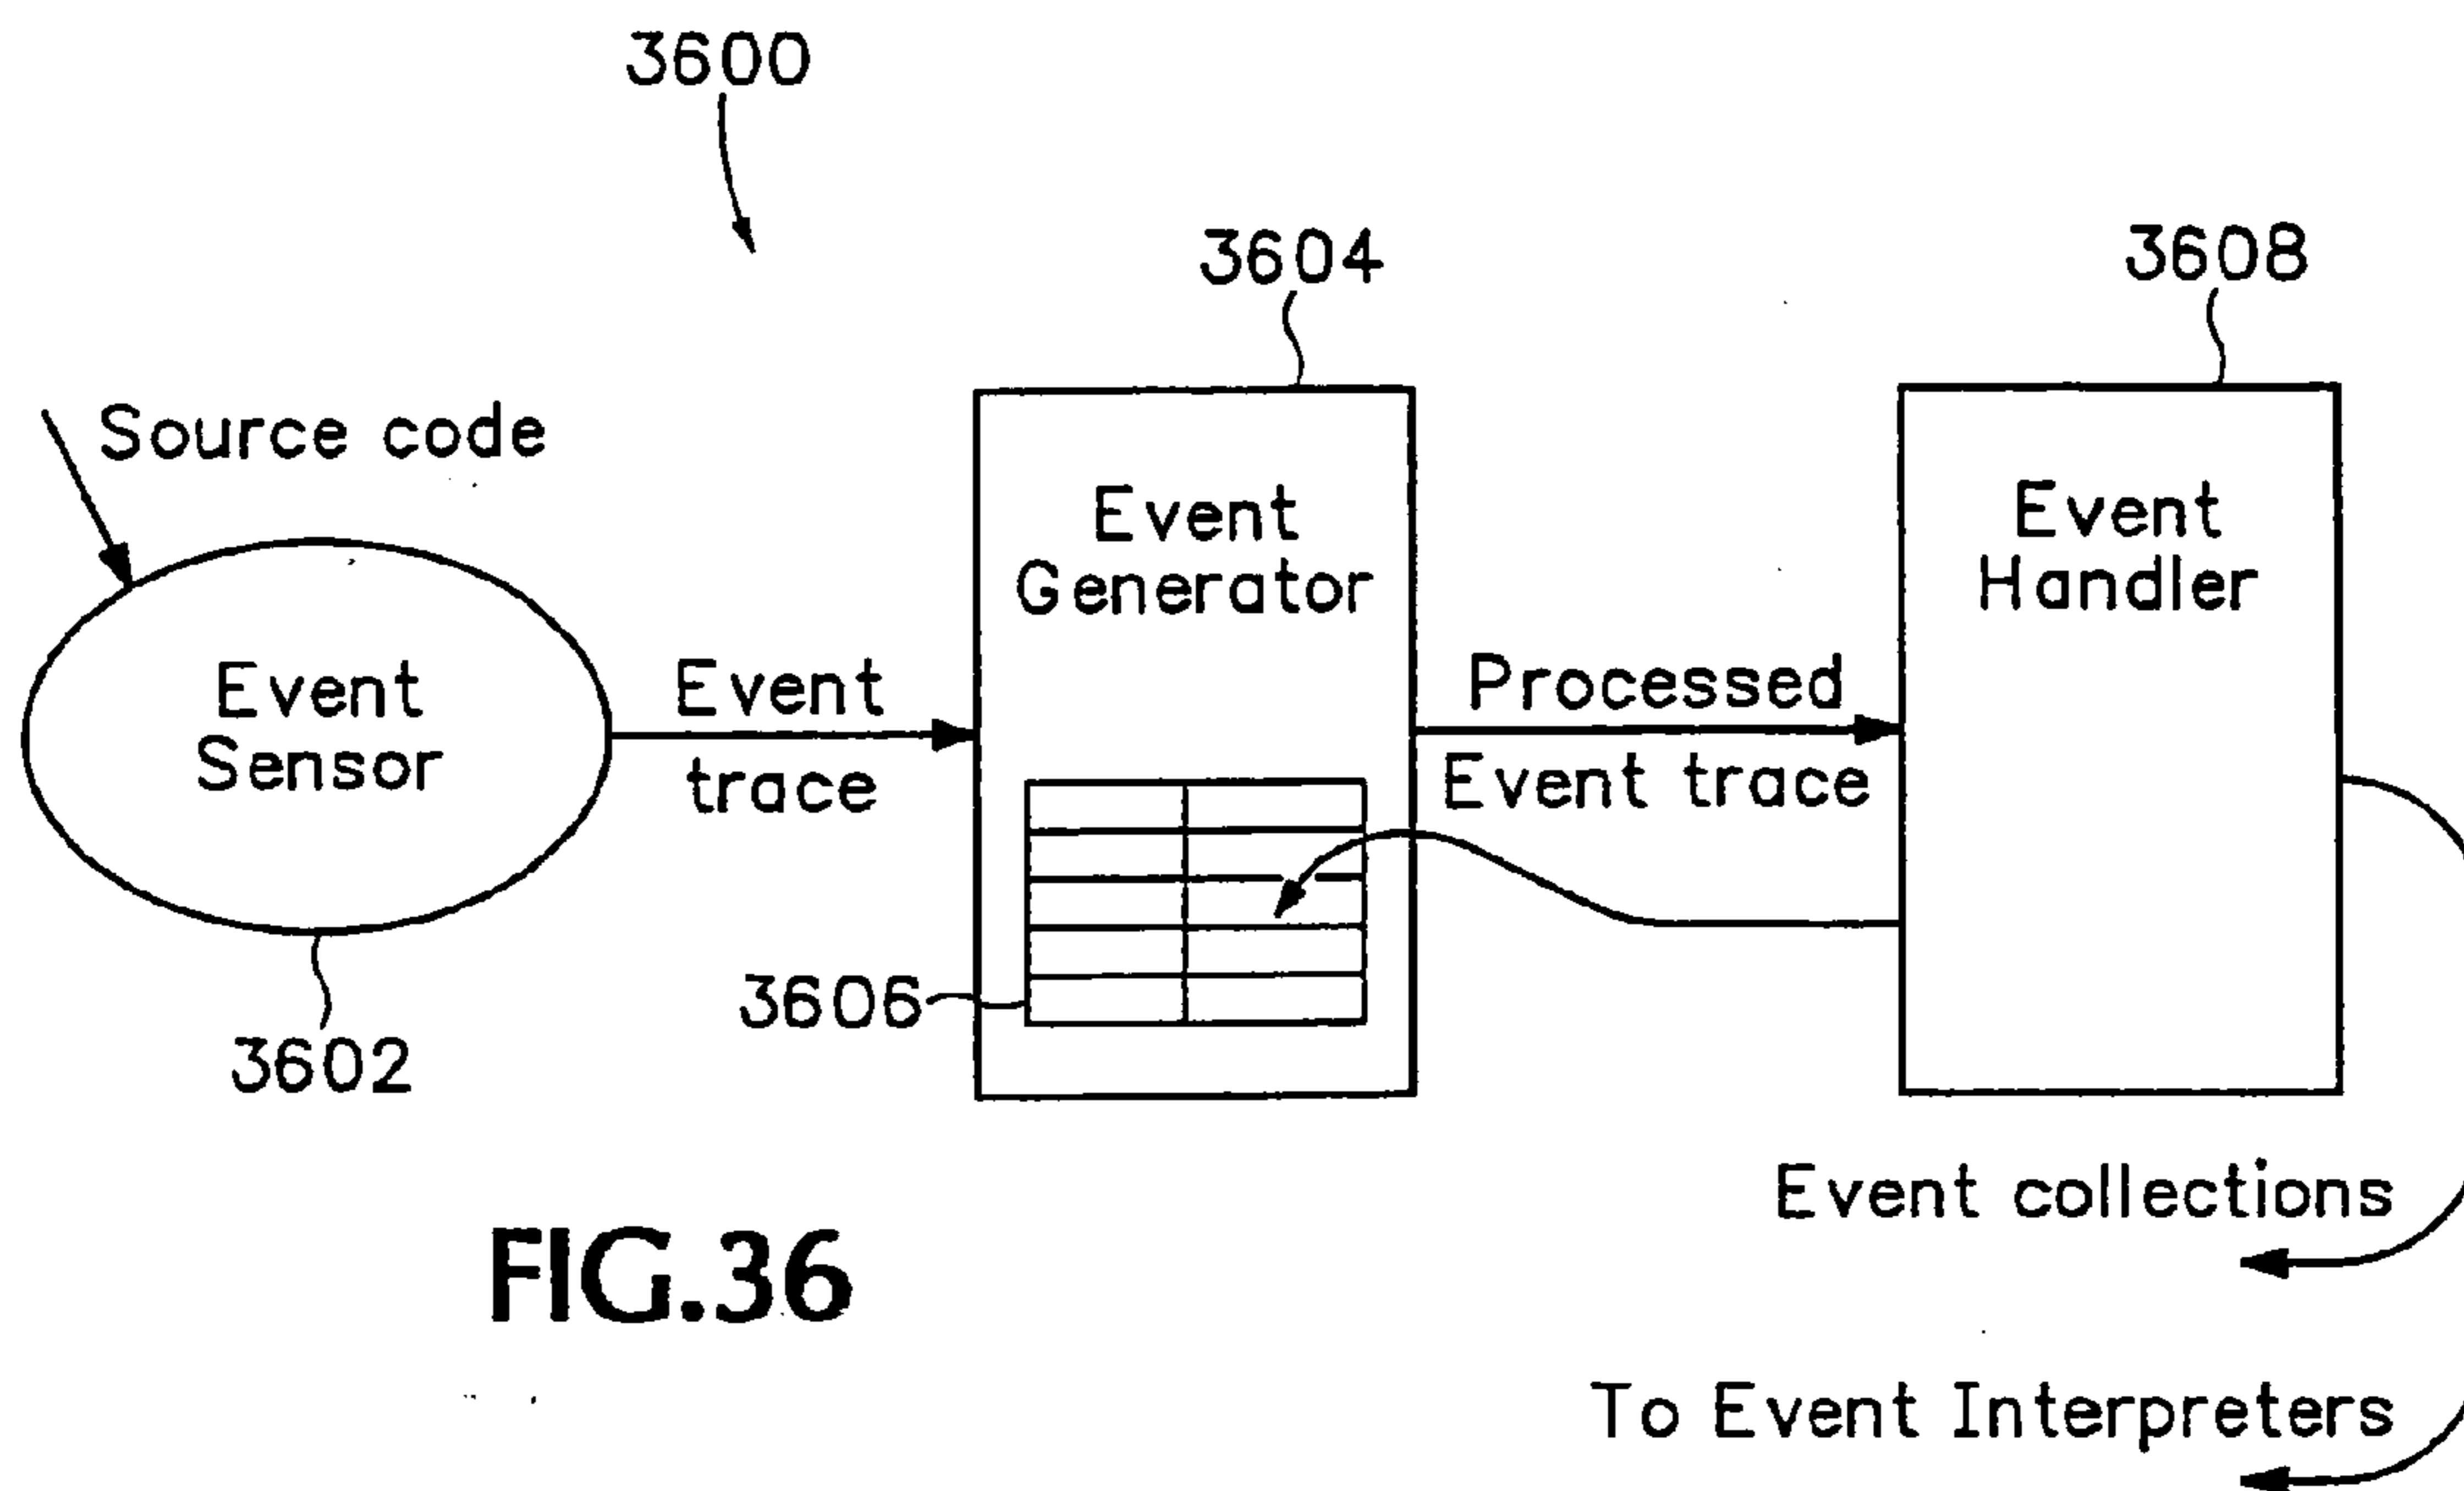 3600
3604
3608
Source code
Event
Generator
Event
Handler
Event
Sensor
Event
trace
Processed
Event trace
3606
3602
Event collections
FIG.36
To Event Interpreters